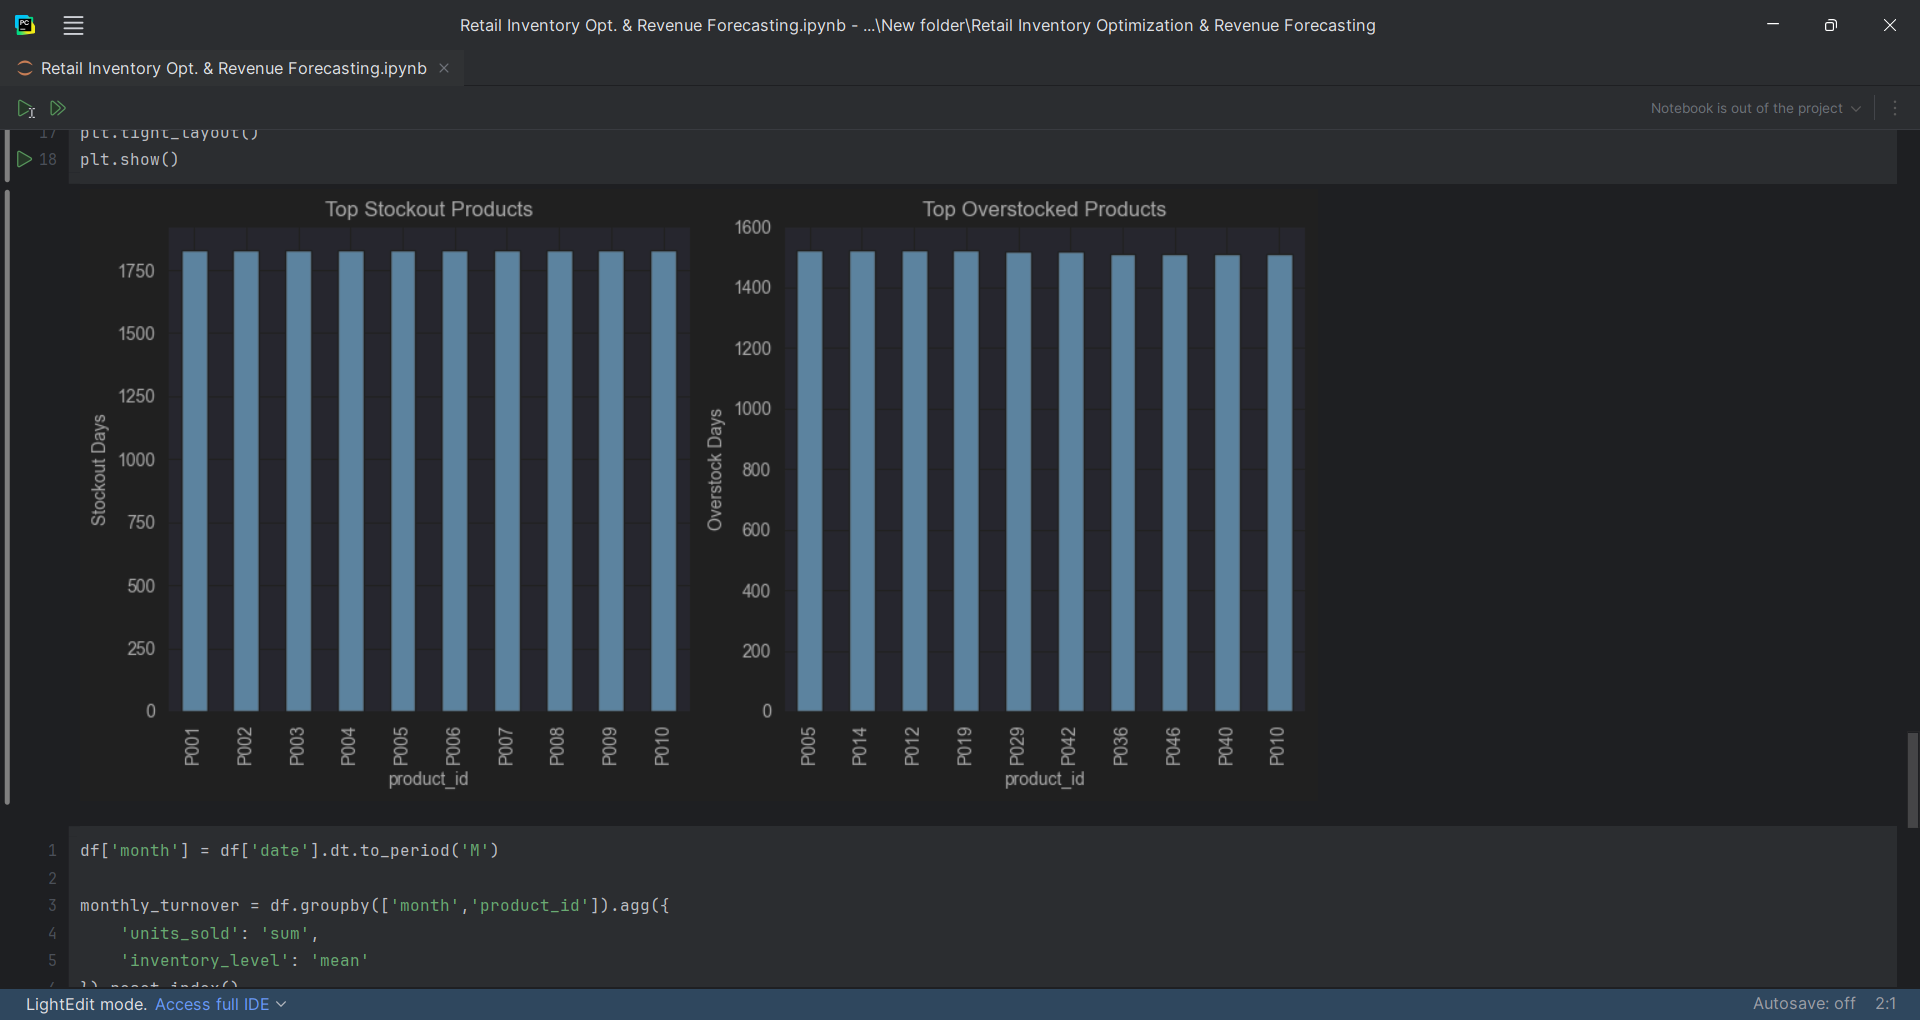 PC
Retail Inventory Opt. & Revenue Forecasting.ipynb - ...\New folder\Retail Inventory Optimization & Revenue Forecasting
Retail Inventory Opt. & Revenue Forecasting.ipynb
Notebook is out of the project
17 plt.tight_layout()
18 plt.show()
Top Stockout Products
Stockout Days
1750
1500
1250
1000
750
500
250
0
P001 P002 P003 P004 P005 P006 P007 P008 P009 P010
product_id
Top Overstocked Products
Overstock Days
1600
1400
1200
1000
800
600
400
200
0
P005 P014 P012 P019 P029 P042 P036 P046 P040 P010
product_id
1 df['month'] = df['date'].dt.to_period('M')
2
3 monthly_turnover = df.groupby(['month','product_id']).agg({
4 'units_sold': 'sum',
5 'inventory_level': 'mean'
6 }).reset_index()
LightEdit mode. Access full IDE
Autosave: off 2:1